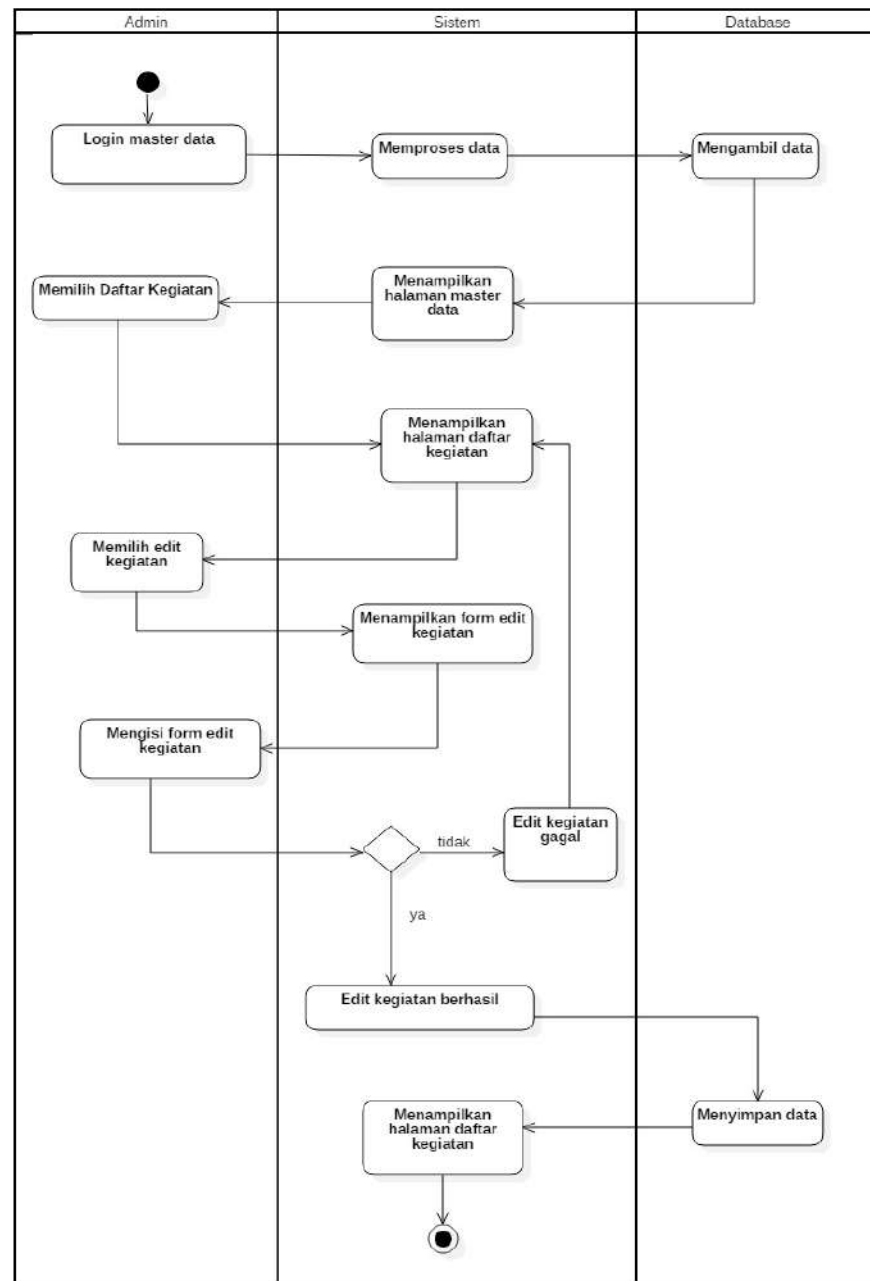 Admin
Sistem
Database
Login master data
Memproses data
Mengambil data
Memilih Daftar Kegiatan
Menampilkan
halaman master
data
Menampilkan
halaman daftar
kegiatan
Memilih edit
kegiatan
Menampilkan form edit
kegiatan
Mengisi form edit
kegiatan
tidak
Edit kegiatan
gagal
ya
Edit kegiatan berhasil
Menampilkan
halaman daftar
kegiatan
Menyimpan data